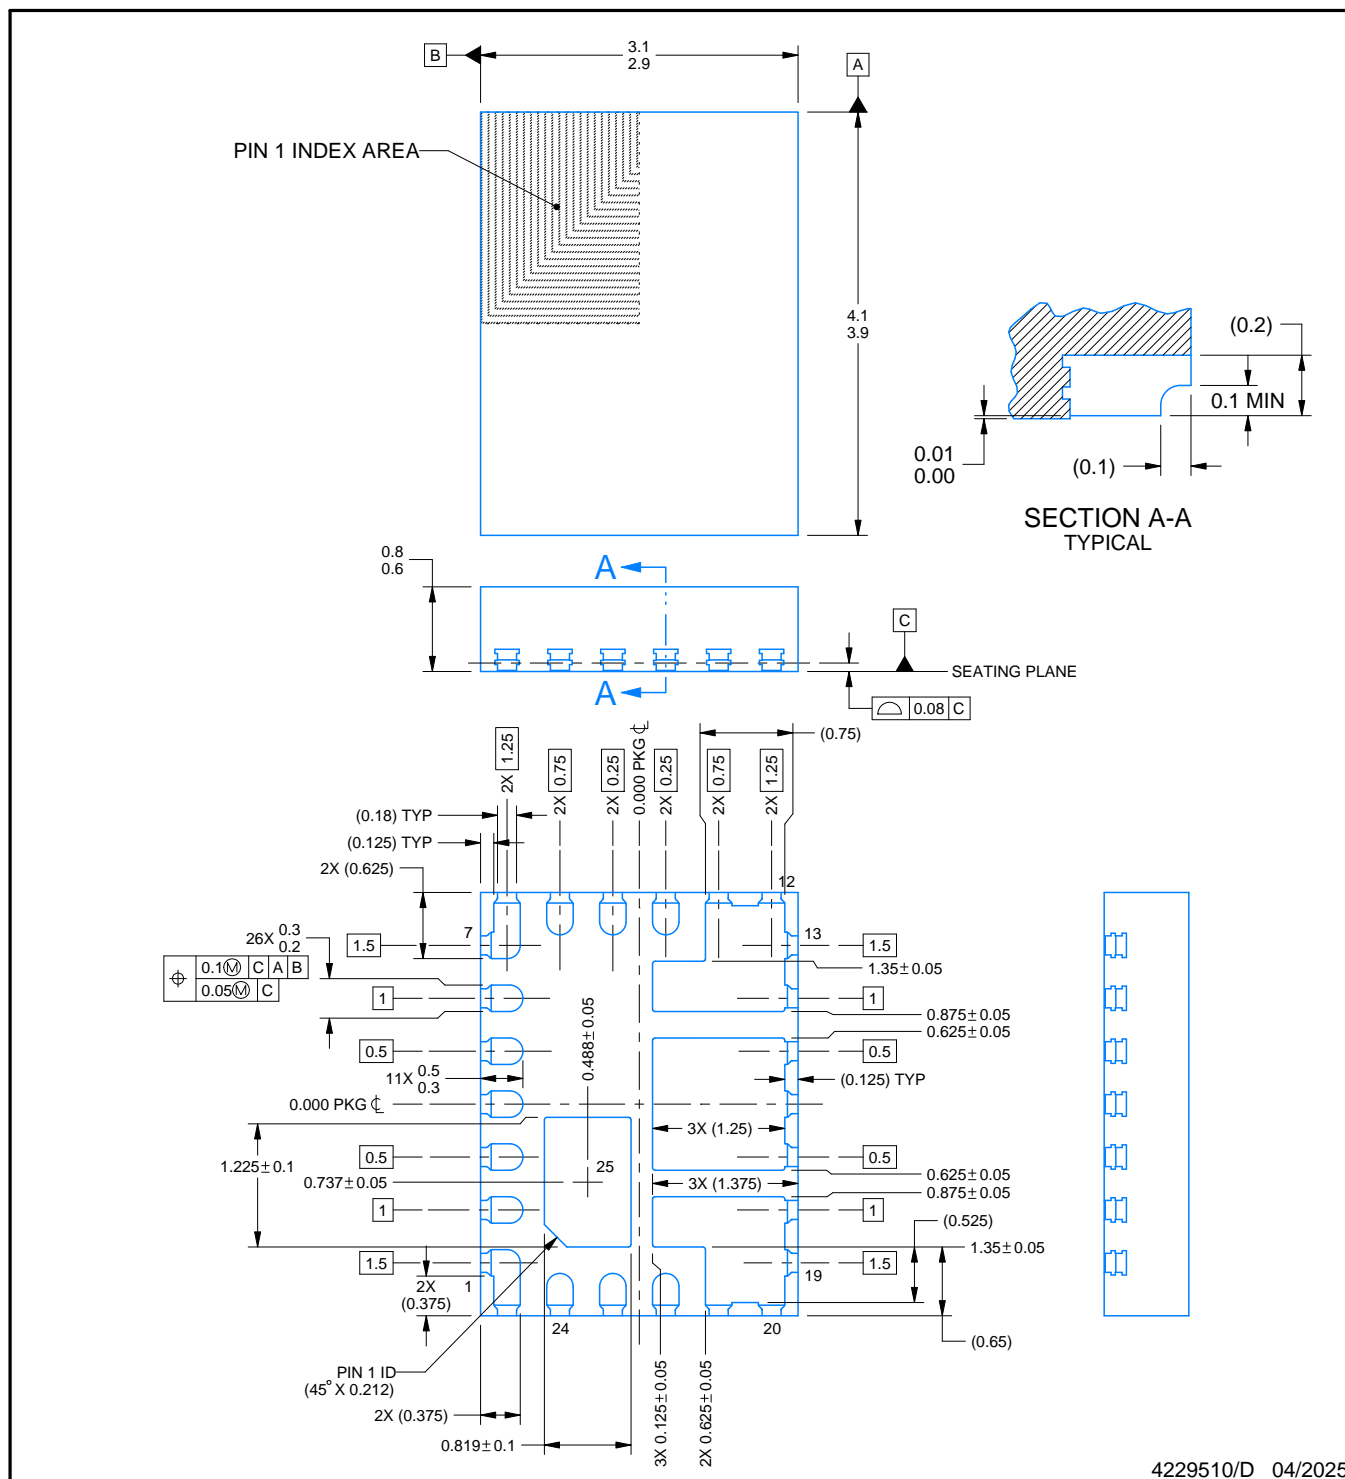 3.1
2.9
B
A
PIN 1 INDEX AREA
4.1
3.9
(0.2)
0.1 MIN
0.01
0.00
(0.1)
SECTION A-A
TYPICAL
0.8
0.6
A
A
C
SEATING PLANE
0.08 C
(0.75)
2X 1.25
2X 0.75
2X 0.25
0.000 PKG ℄
2X 0.25
2X 0.75
2X 1.25
(0.18) TYP
(0.125) TYP
2X (0.625)
12
7
13
26X 0.3
0.2
1.5
1.5
⌖ 0.1Ⓜ C A B
0.05Ⓜ C
1.35±0.05
1
1
0.875±0.05
0.625±0.05
0.488±0.05
0.5
0.5
11X 0.5
0.3
(0.125) TYP
0.000 PKG ℄
3X (1.25)
1.225±0.1
0.5
25
0.5
0.737±0.05
3X (1.375)
0.625±0.05
0.875±0.05
1
1
(0.525)
1.35±0.05
1.5
1.5
1
19
2X
(0.375)
24
20
(0.65)
PIN 1 ID
(45° X 0.212)
2X (0.375)
0.819±0.1
3X 0.125±0.05
2X 0.625±0.05
4229510/D 04/2025